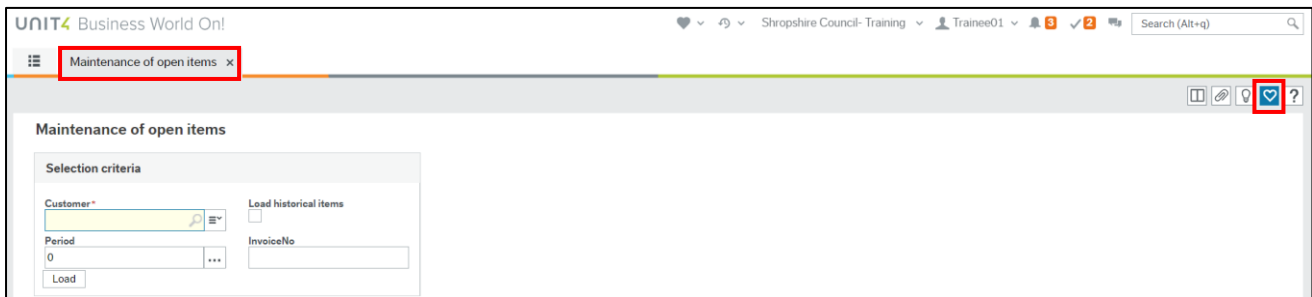 UNIT4 Business World On!
Shropshire Council- Training
Trainee01
3
2
Search (Alt+q)
Maintenance of open items x
?
Maintenance of open items
Selection criteria
Customer*
Load historical items
Period
InvoiceNo
0
...
Load